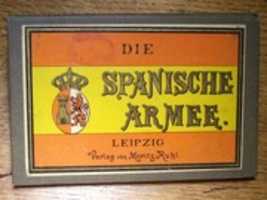 DIE
SPANISCHE
ARMEE.
LEIPZIG
Verlag von Moritz Ruhl